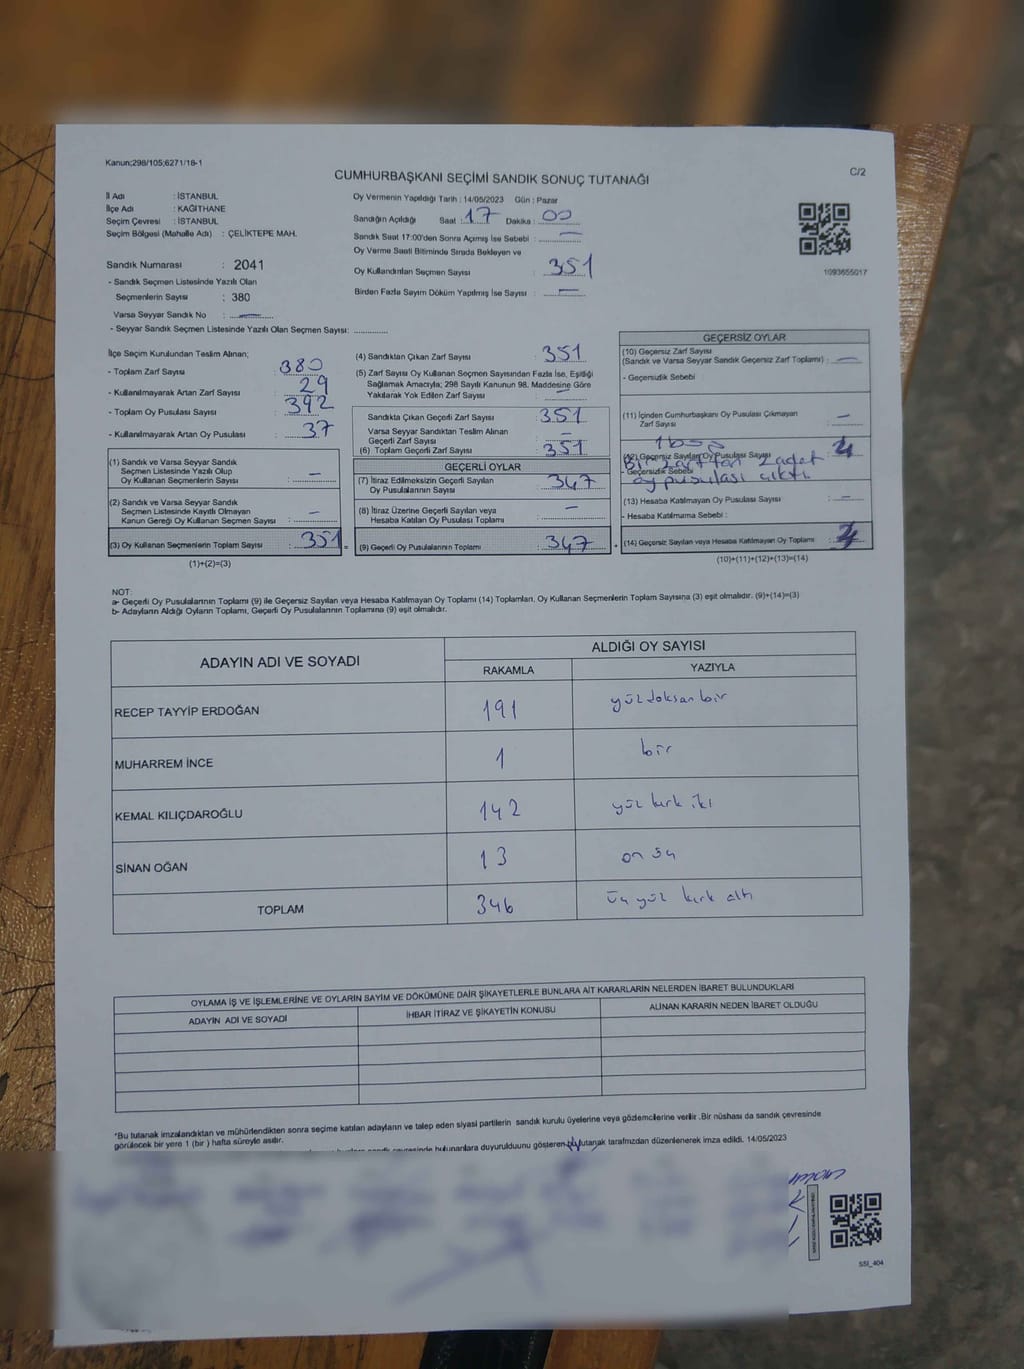 Kanun;298/105;6271/18-1
CUMHURBAŞKANI SEÇİMİ SANDIK SONUÇ TUTANAĞI
C/2
İl Adı : İSTANBUL
İlçe Adı : KAĞITHANE
Seçim Çevresi : İSTANBUL
Seçim Bölgesi (Mahalle Adı) : ÇELİKTEPE MAH.
Sandık Numarası : 2041
- Sandık Seçmen Listesinde Yazılı Olan
Seçmenlerin Sayısı : 380
Varsa Seyyar Sandık No : —
- Seyyar Sandık Seçmen Listesinde Yazılı Olan Seçmen Sayısı: ............
Oy Vermenin Yapıldığı Tarih : 14/05/2023 Gün : Pazar
Sandığın Açıldığı Saat : 17 Dakika : 00
Sandık Saat 17:00'den Sonra Açımış İse Sebebi : —
Oy Verme Saati Bitiminde Sırada Bekleyen ve
Oy Kullandırılan Seçmen Sayısı : 351
Birden Fazla Sayım Döküm Yapılmış İse Sayısı : —
1093655017
İlçe Seçim Kurulundan Teslim Alınan;
- Toplam Zarf Sayısı : 380
- Kullanılmayarak Artan Zarf Sayısı : 29
- Toplam Oy Pusulası Sayısı : 392
- Kullanılmayarak Artan Oy Pusulası : 37
(1) Sandık ve Varsa Seyyar Sandık
Seçmen Listesinde Yazılı Olup
Oy Kullanan Seçmenlerin Sayısı : —
(2) Sandık ve Varsa Seyyar Sandık
Seçmen Listesinde Kayıtlı Olmayan
Kanun Gereği Oy Kullanan Seçmen Sayısı : —
(3) Oy Kullanan Seçmenlerin Toplam Sayısı : 351 =
(1)+(2)=(3)
(4) Sandıktan Çıkan Zarf Sayısı : 351
(5) Zarf Sayısı Oy Kullanan Seçmen Sayısından Fazla İse, Eşitliği
Sağlamak Amacıyla; 298 Sayılı Kanunun 98. Maddesine Göre
Yakılarak Yok Edilen Zarf Sayısı : —
Sandıkta Çıkan Geçerli Zarf Sayısı : 351
Varsa Seyyar Sandıktan Teslim Alınan
Geçerli Zarf Sayısı : —
(6) Toplam Geçerli Zarf Sayısı : 351
GEÇERLİ OYLAR
(7) İtiraz Edilmeksizin Geçerli Sayılan
Oy Pusulalarının Sayısı : 347
(8) İtiraz Üzerine Geçerli Sayılan veya
Hesaba Katılan Oy Pusulası Toplamı : —
(9) Geçerli Oy Pusulalarının Toplamı : 347
GEÇERSİZ OYLAR
(10) Geçersiz Zarf Sayısı
(Sandık ve Varsa Seyyar Sandık Geçersiz Zarf Toplamı) : —
- Geçersizlik Sebebi
(11) İçinden Cumhurbaşkanı Oy Pusulası Çıkmayan
Zarf Sayısı : —
(12) Geçersiz Sayılan Oy Pusulası Sayısı : 4
- Geçersizlik Sebebi
Bir zarftan 2 adet
oy pusulası çıktı
(13) Hesaba Katılmayan Oy Pusulası Sayısı : —
- Hesaba Katılmama Sebebi :
(14) Geçersiz Sayılan veya Hesaba Katılmayan Oy Toplamı : 4
(10)+(11)+(12)+(13)=(14)
NOT:
a- Geçerli Oy Pusulalarının Toplamı (9) ile Geçersiz Sayılan veya Hesaba Katılmayan Oy Toplamı (14) Toplamları, Oy Kullanan Seçmenlerin Toplam Sayısına (3) eşit olmalıdır. (9)+(14)=(3)
b- Adayların Aldığı Oyların Toplamı, Geçerli Oy Pusulalarının Toplamına (9) eşit olmalıdır.
ADAYIN ADI VE SOYADI
ALDIĞI OY SAYISI
RAKAMLA YAZIYLA
RECEP TAYYİP ERDOĞAN 191 yüzdoksan bir
MUHARREM İNCE 1 bir
KEMAL KILIÇDAROĞLU 142 yüz kırk iki
SİNAN OĞAN 13 on üç
TOPLAM 346 üç yüz kırk altı
OYLAMA İŞ VE İŞLEMLERİNE VE OYLARIN SAYIM VE DÖKÜMÜNE DAİR ŞİKAYETLERLE BUNLARA AİT KARARLARIN NELERDEN İBARET BULUNDUKLARI
ADAYIN ADI VE SOYADI İHBAR İTİRAZ VE ŞİKAYETİN KONUSU ALINAN KARARIN NEDEN İBARET OLDUĞU
*Bu tutanak imzalandıktan ve mühürlendikten sonra seçime katılan adayların ve talep eden siyasi partilerin sandık kurulu üyelerine veya gözlemcilerine verilir .Bir nüshası da sandık çevresinde
görülecek bir yere 1 (bir ) hafta süreyle asılır.
bulunanlara duyurulduunu gösteren tutanak tarafımızdan düzenlenerek imza edildi. 14/05/2023
SSI_404